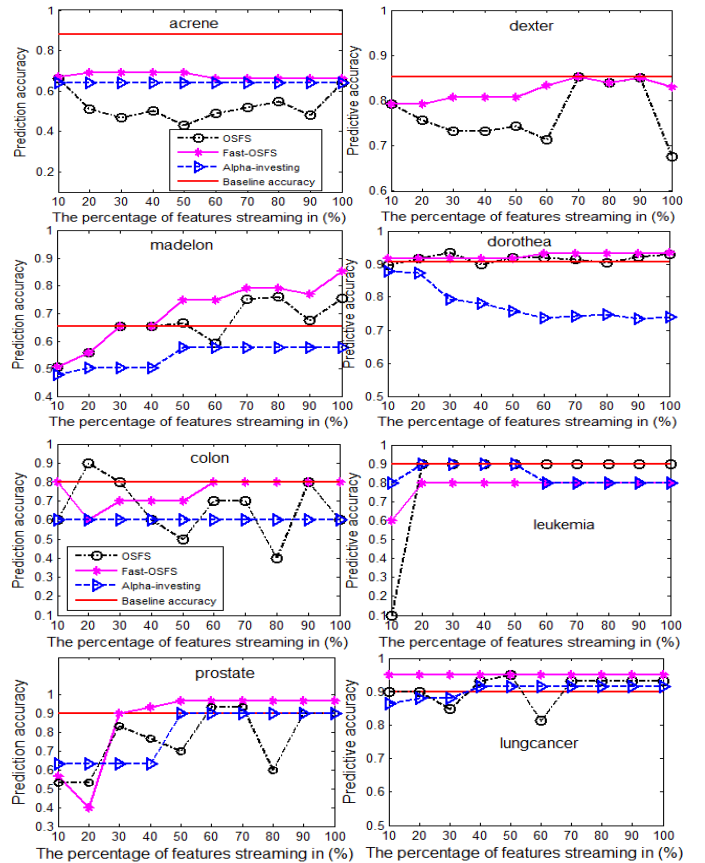 acrene
Prediction accuracy
1
0.8
0.6
0.4
0.2
OSFS
Fast-OSFS
Alpha-investing
Baseline accuracy
10 20 30 40 50 60 70 80 90 100
The percentage of features streaming in (%)
dexter
Predictive accuracy
1
0.9
0.8
0.7
0.6
10 20 30 40 50 60 70 80 90 100
The percentage of features streaming in (%)
madelon
Prediction accuracy
1
0.9
0.8
0.7
0.6
0.5
0.4
10 20 30 40 50 60 70 80 90 100
The percentage of features streaming in (%)
dorothea
Predictive accuracy
1
0.9
0.8
0.7
0.6
0.5
10 20 30 40 50 60 70 80 90 100
The percentage of features streaming in (%)
colon
Prediction accuracy
1
0.9
0.8
0.7
0.6
0.5
0.4
0.3
0.2
0.1
OSFS
Fast-OSFS
Alpha-investing
Baseline accuracy
10 20 30 40 50 60 70 80 90 100
The percentage of features streaming in (%)
leukemia
Predictive accuracy
1
0.9
0.8
0.7
0.6
0.5
0.4
0.3
0.2
0.1
10 20 30 40 50 60 70 80 90 100
The percentage of features streaming in (%)
prostate
Prediction accuracy
1
0.9
0.8
0.7
0.6
0.5
0.4
0.3
10 20 30 40 50 60 70 80 90 100
The percentage of features streaming in (%)
lungcancer
Predictive accuracy
1
0.9
0.8
0.7
0.6
0.5
10 20 30 40 50 60 70 80 90 100
The percentage of features streaming in (%)